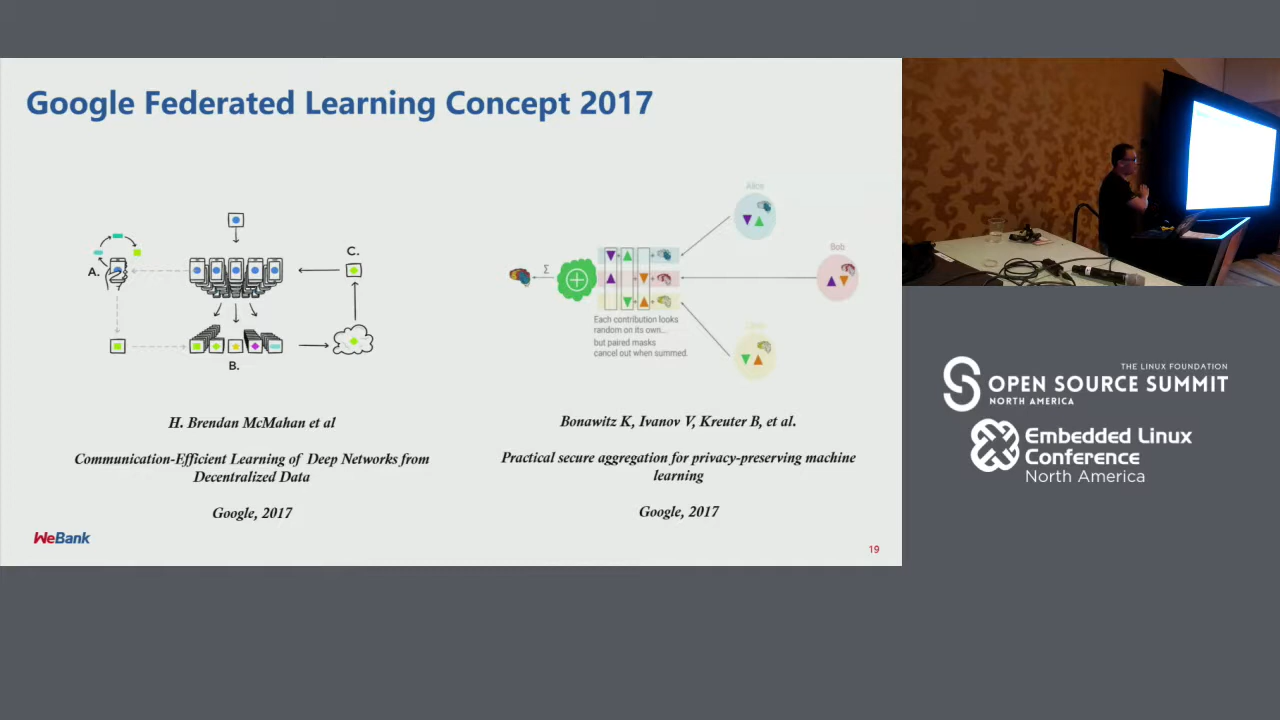 Google Federated Learning Concept 2017
A.
C.
B.
Alice
Bob
Σ
Each contribution looks
random on its own...
but paired masks
cancel out when summed.
H. Brendan McMahan et al
Communication-Efficient Learning of Deep Networks from
Decentralized Data
Google, 2017
Bonawitz K, Ivanov V, Kreuter B, et al.
Practical secure aggregation for privacy-preserving machine
learning
Google, 2017
WeBank
19
THE LINUX FOUNDATION
OPEN SOURCE SUMMIT
NORTH AMERICA
Embedded Linux
Conference
North America